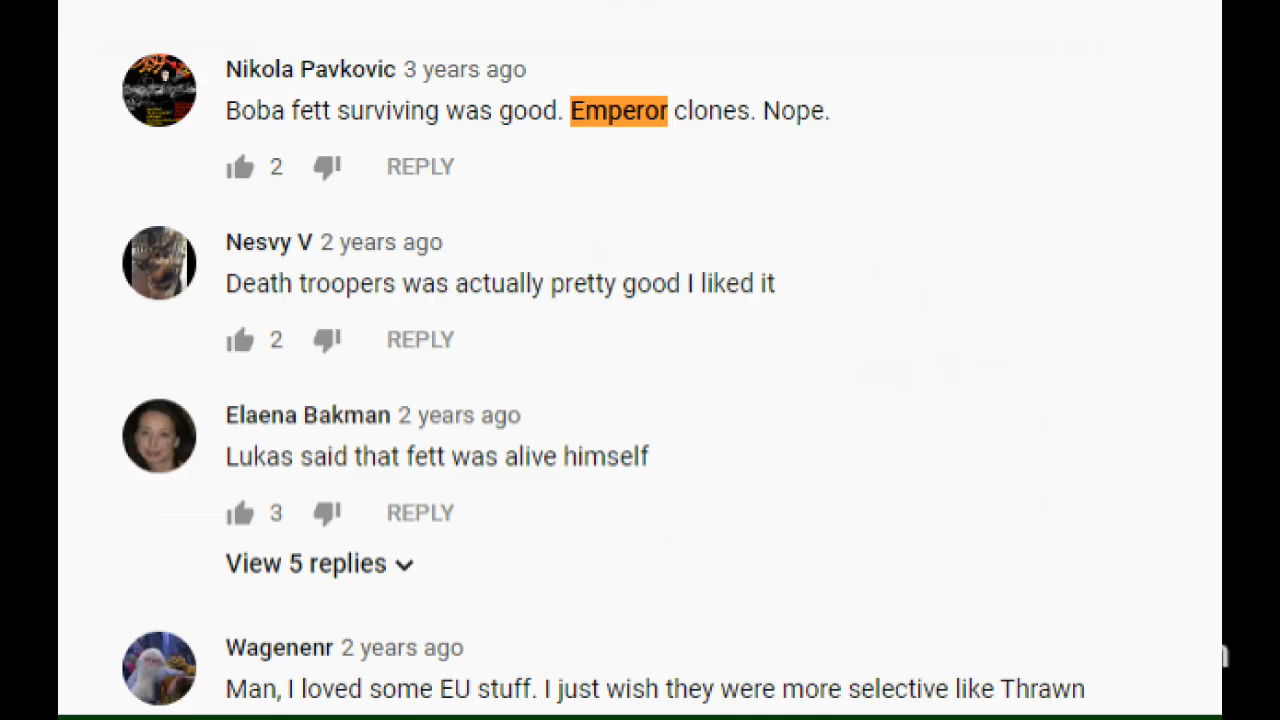 Nikola Pavkovic 3 years ago
Boba fett surviving was good. Emperor clones. Nope.
2 REPLY
Nesvy V 2 years ago
Death troopers was actually pretty good I liked it
2 REPLY
Elaena Bakman 2 years ago
Lukas said that fett was alive himself
3 REPLY
View 5 replies
Wagenenr 2 years ago
Man, I loved some EU stuff. I just wish they were more selective like Thrawn